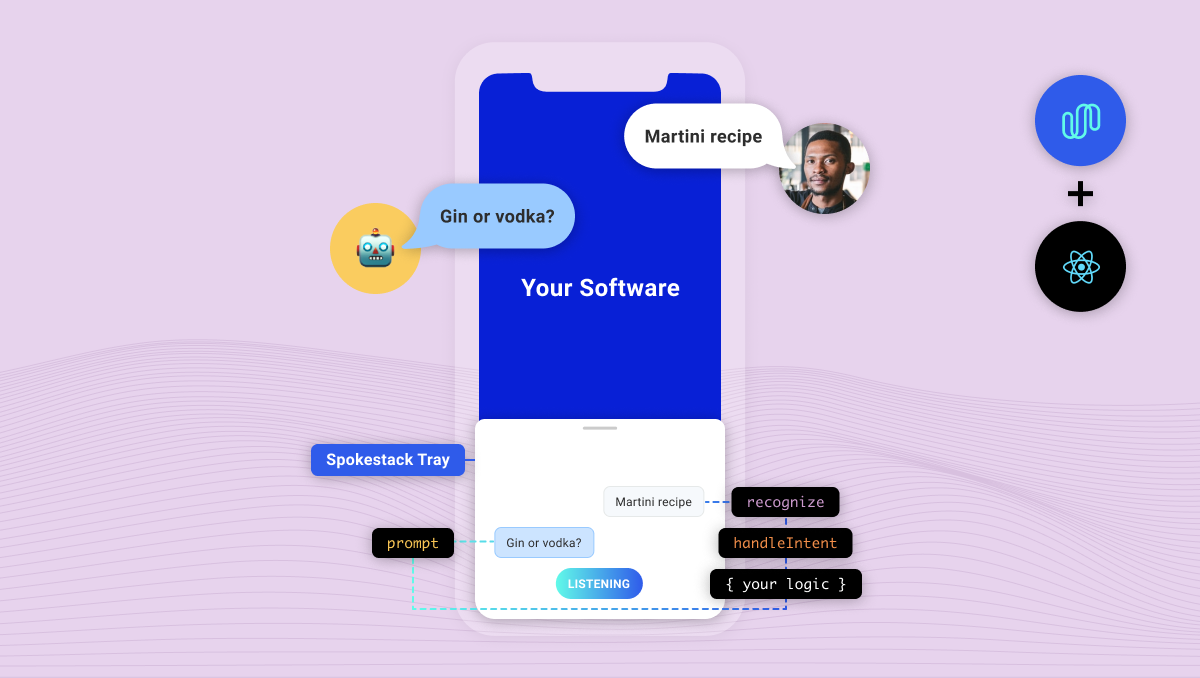 Martini recipe
Gin or vodka?
Your Software
Spokestack Tray
Martini recipe
recognize
prompt
Gin or vodka?
handleIntent
LISTENING
{ your logic }